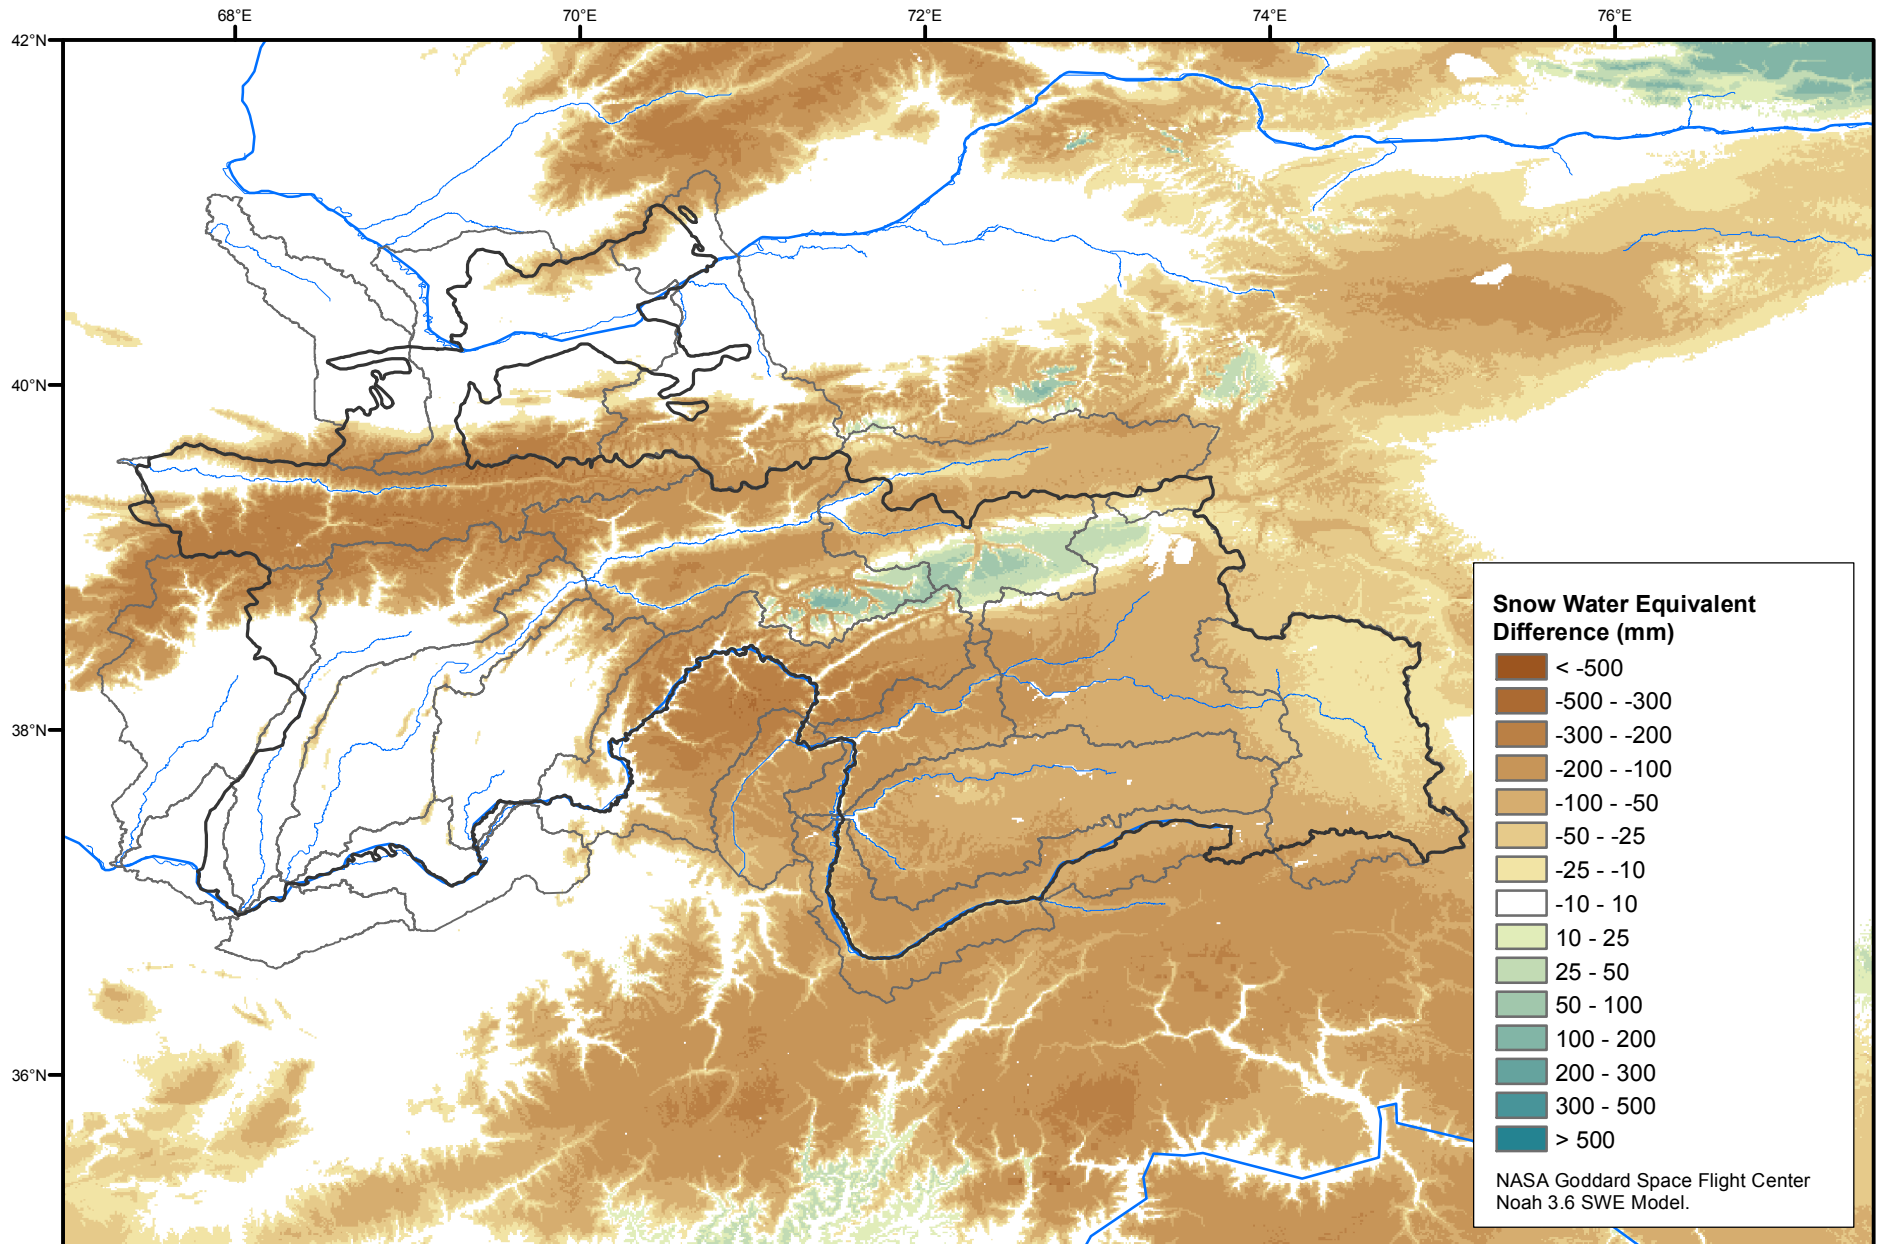 68°E 70°E 72°E 74°E 76°E
42°N
40°N
38°N
36°N
Snow Water Equivalent
Difference (mm)
< -500
-500 - -300
-300 - -200
-200 - -100
-100 - -50
-50 - -25
-25 - -10
-10 - 10
10 - 25
25 - 50
50 - 100
100 - 200
200 - 300
300 - 500
> 500
NASA Goddard Space Flight Center
Noah 3.6 SWE Model.